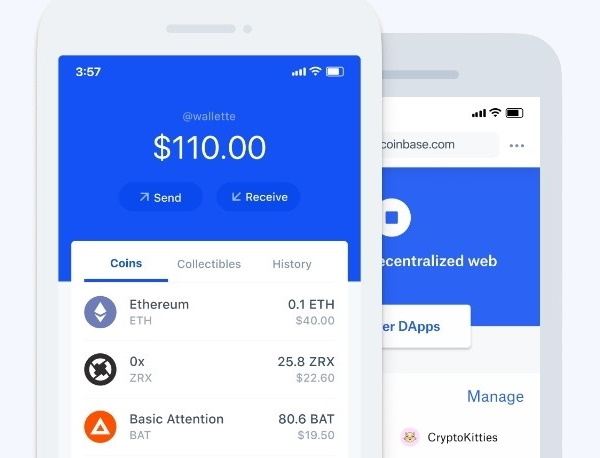 3:57
@wallette
$110.00
Send
Receive
Coins
Collectibles
History
Ethereum
0.1 ETH
ETH
$40.00
0x
25.8 ZRX
ZRX
$22.60
Basic Attention
80.6 BAT
BAT
$19.50
coinbase.com
ecentralized web
er DApps
Manage
CryptoKitties